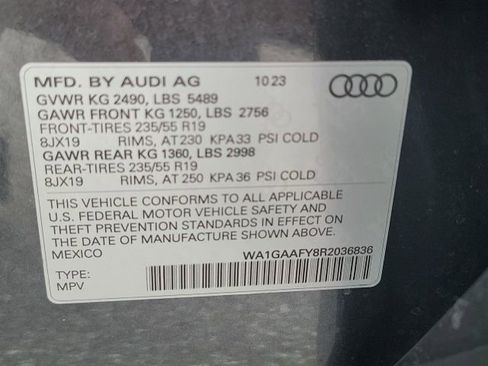 MFD. BY AUDI AG 10 23
GVWR KG 2490, LBS 5489
GAWR FRONT KG 1250, LBS 2756
FRONT-TIRES 235/55 R19
8JX19 RIMS, AT 230 KPA 33 PSI COLD
GAWR REAR KG 1360, LBS 2998
REAR-TIRES 235/55 R19
8JX19 RIMS, AT 250 KPA 36 PSI COLD
THIS VEHICLE CONFORMS TO ALL APPLICABLE
U.S. FEDERAL MOTOR VEHICLE SAFETY AND
THEFT PREVENTION STANDARDS IN EFFECT ON
THE DATE OF MANUFACTURE SHOWN ABOVE.
MEXICO WA1GAAFY8R2036836
TYPE:
MPV